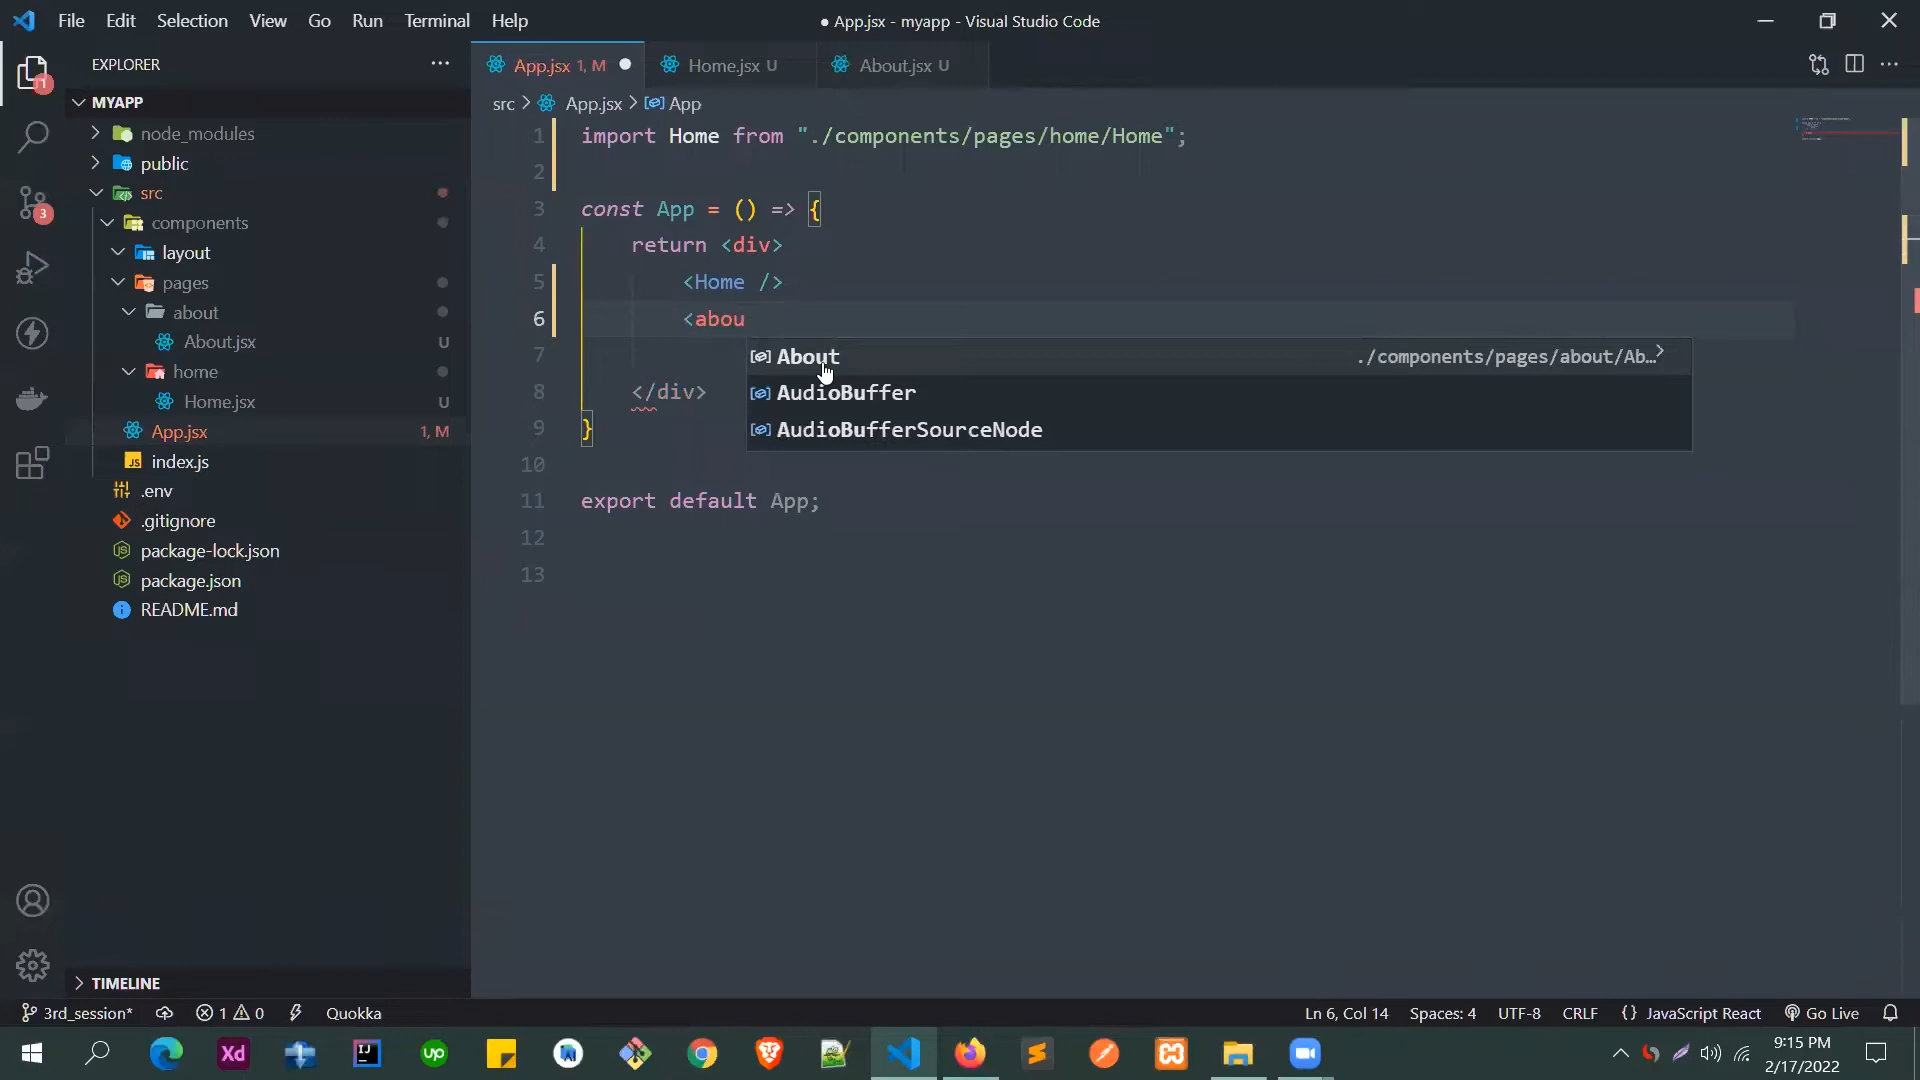 File Edit Selection View Go Run Terminal Help
● App.jsx - myapp - Visual Studio Code
EXPLORER
MYAPP
node_modules
public
src
components
layout
pages
about
About.jsx U
home
Home.jsx U
App.jsx 1, M
index.js
.env
.gitignore
package-lock.json
package.json
README.md
TIMELINE
1
3
App.jsx 1, M
Home.jsx U
About.jsx U
src > App.jsx > App
1 import Home from "./components/pages/home/Home";
2
3 const App = () => {
4 return <div>
5 <Home />
6 <abou
7
8 </div>
9 }
10
11 export default App;
12
13
About ./components/pages/about/Ab…
AudioBuffer
AudioBufferSourceNode
3rd_session* 1 0 Quokka
Ln 6, Col 14 Spaces: 4 UTF-8 CRLF {} JavaScript React Go Live
Xd
IJ
up
9:15 PM
2/17/2022